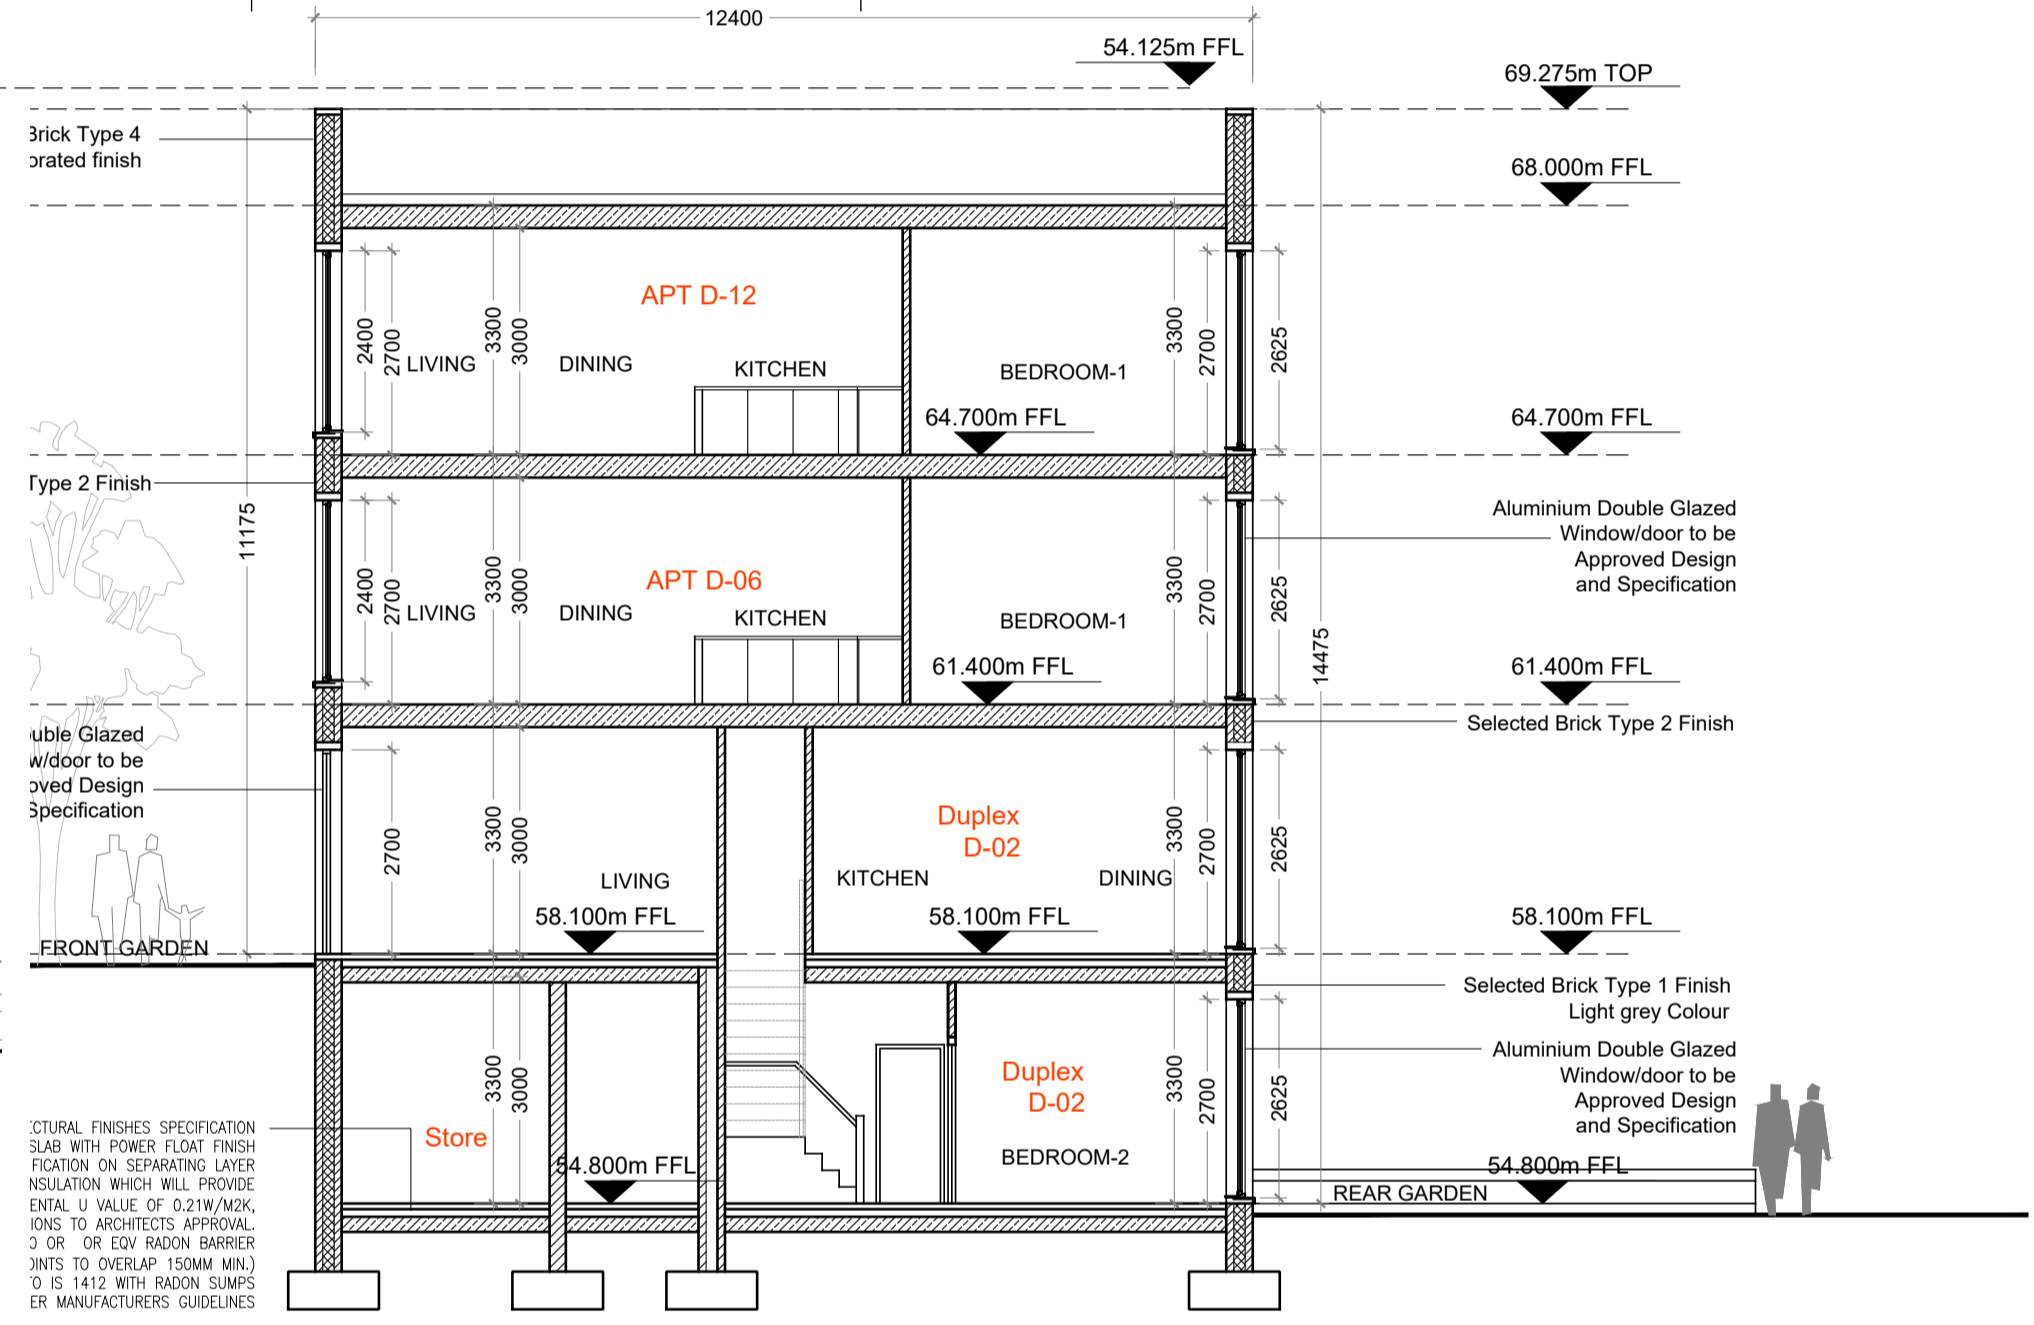 12400
54.125m FFL
69.275m TOP
Brick Type 4
orated finish
68.000m FFL
APT D-12
2400
2700
3300
3000
LIVING
DINING
KITCHEN
BEDROOM-1
3300
2700
2625
64.700m FFL
64.700m FFL
Type 2 Finish
11175
14475
Aluminium Double Glazed
Window/door to be
Approved Design
and Specification
APT D-06
2400
2700
3300
3000
LIVING
DINING
KITCHEN
BEDROOM-1
3300
2700
2625
61.400m FFL
61.400m FFL
Selected Brick Type 2 Finish
uble Glazed
w/door to be
oved Design
Specification
Duplex
D-02
2700
3300
3000
LIVING
KITCHEN
DINING
3300
2700
2625
58.100m FFL
58.100m FFL
58.100m FFL
FRONT GARDEN
Selected Brick Type 1 Finish
Light grey Colour
Aluminium Double Glazed
Window/door to be
Approved Design
and Specification
Duplex
D-02
3300
3000
3300
2700
2625
Store
BEDROOM-2
54.800m FFL
54.800m FFL
REAR GARDEN
CTURAL FINISHES SPECIFICATION
SLAB WITH POWER FLOAT FINISH
FICATION ON SEPARATING LAYER
NSULATION WHICH WILL PROVIDE
ENTAL U VALUE OF 0.21W/M2K,
IONS TO ARCHITECTS APPROVAL.
OR OR EQV RADON BARRIER
INTS TO OVERLAP 150MM MIN.)
O IS 1412 WITH RADON SUMPS
ER MANUFACTURERS GUIDELINES